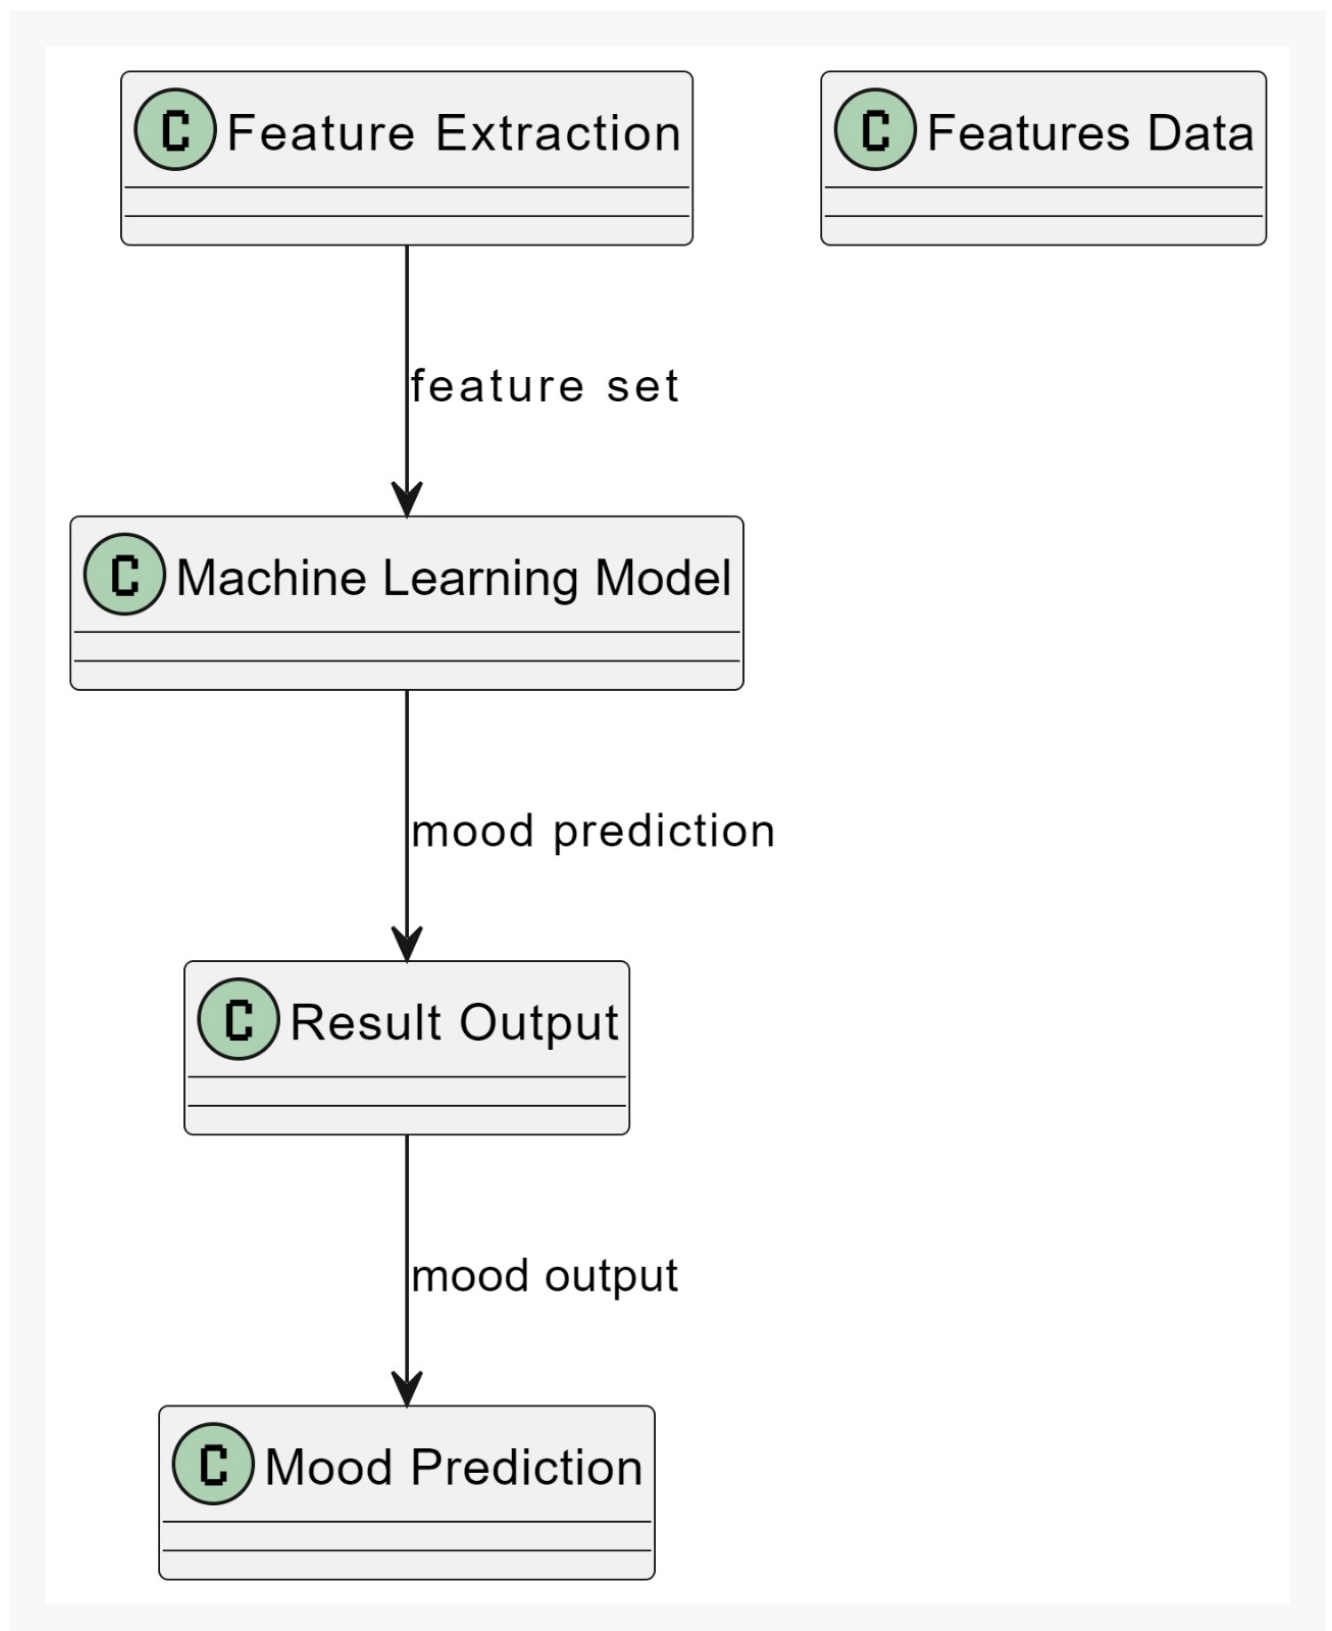 C Feature Extraction
C Features Data
feature set
C Machine Learning Model
mood prediction
C Result Output
mood output
C Mood Prediction